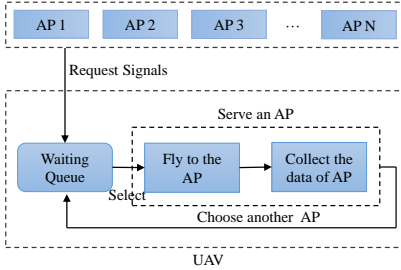 AP 1 AP 2 AP 3 ... AP N
Request Signals
Serve an AP
Waiting
Queue
Select
Fly to the
AP
Collect the
data of AP
Choose another AP
UAV